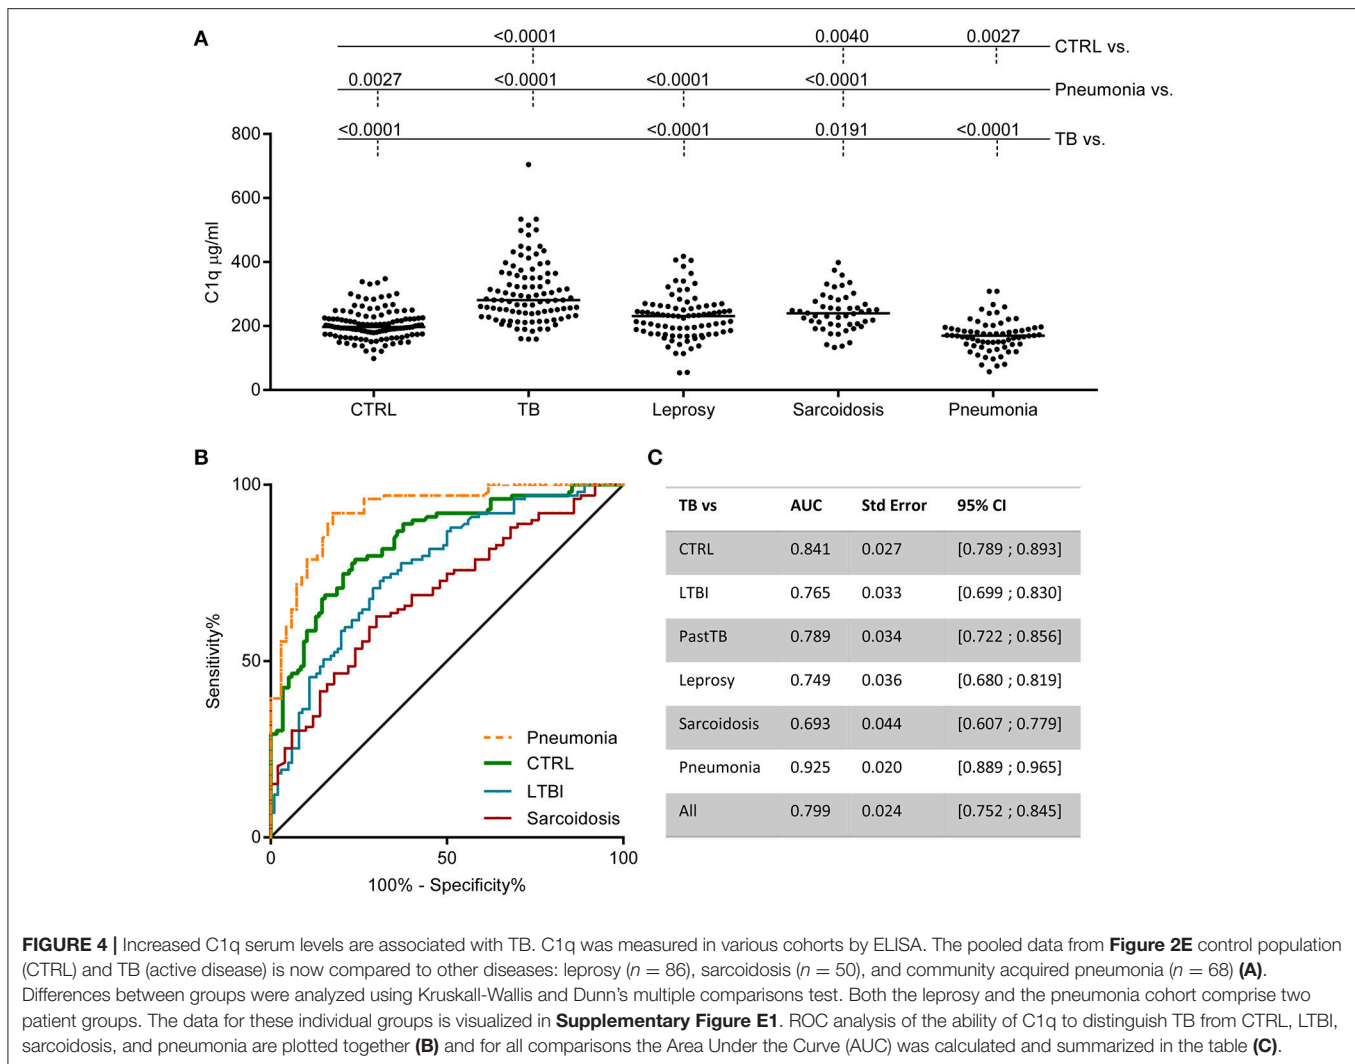 A
<0.0001 0.0040 0.0027 CTRL vs.
0.0027 <0.0001 <0.0001 <0.0001 Pneumonia vs.
<0.0001 <0.0001 0.0191 <0.0001 TB vs.
800
600
400
200
0
C1q µg/ml
CTRL TB Leprosy Sarcoidosis Pneumonia
B
100
50
0
Sensitivity%
Pneumonia
CTRL
LTBI
Sarcoidosis
0 50 100
100% - Specificity%
C
TB vs AUC Std Error 95% CI
CTRL 0.841 0.027 [0.789 ; 0.893]
LTBI 0.765 0.033 [0.699 ; 0.830]
PastTB 0.789 0.034 [0.722 ; 0.856]
Leprosy 0.749 0.036 [0.680 ; 0.819]
Sarcoidosis 0.693 0.044 [0.607 ; 0.779]
Pneumonia 0.925 0.020 [0.889 ; 0.965]
All 0.799 0.024 [0.752 ; 0.845]
FIGURE 4 | Increased C1q serum levels are associated with TB. C1q was measured in various cohorts by ELISA. The pooled data from Figure 2E control population
(CTRL) and TB (active disease) is now compared to other diseases: leprosy (n = 86), sarcoidosis (n = 50), and community acquired pneumonia (n = 68) (A).
Differences between groups were analyzed using Kruskall-Wallis and Dunn's multiple comparisons test. Both the leprosy and the pneumonia cohort comprise two
patient groups. The data for these individual groups is visualized in Supplementary Figure E1. ROC analysis of the ability of C1q to distinguish TB from CTRL, LTBI,
sarcoidosis, and pneumonia are plotted together (B) and for all comparisons the Area Under the Curve (AUC) was calculated and summarized in the table (C).